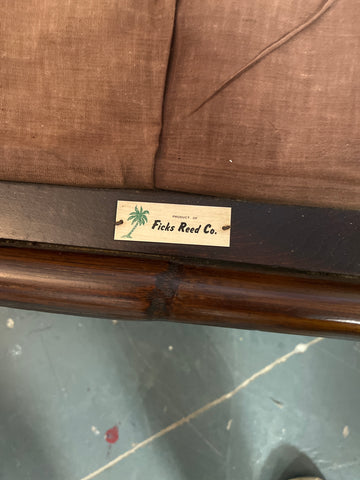 PRODUCT OF
Ficks Reed Co.